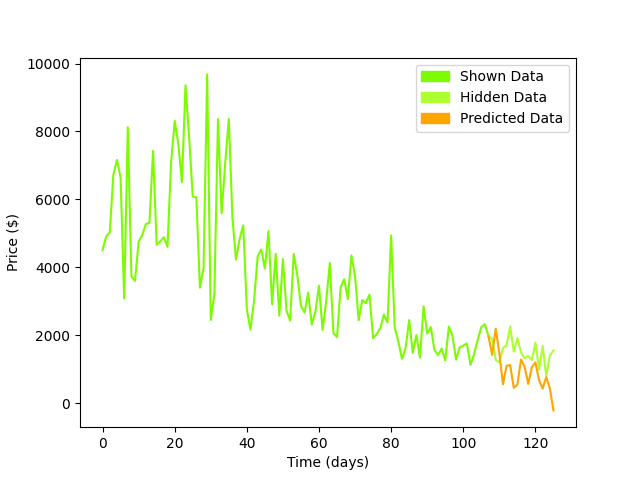 Shown Data
Hidden Data
Predicted Data
10000
8000
6000
4000
2000
0
Price ($)
0 20 40 60 80 100 120
Time (days)